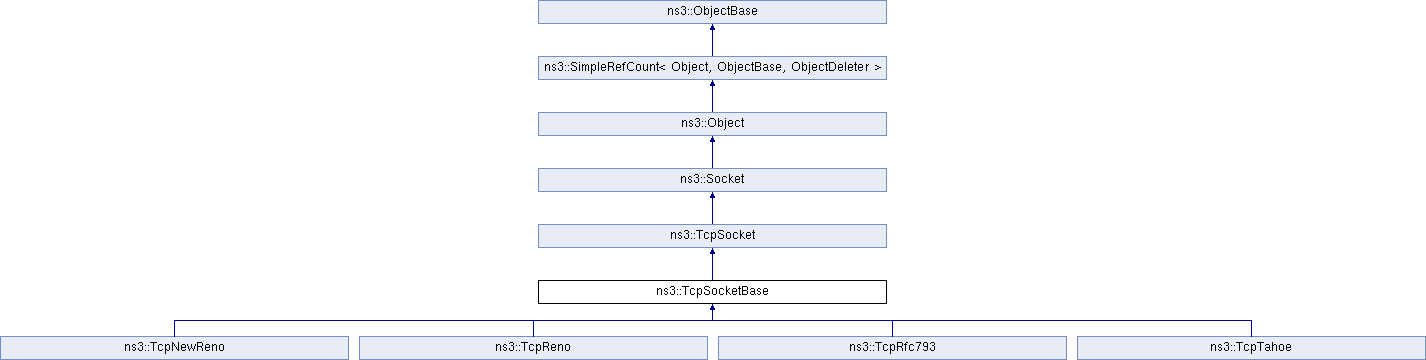 ns3::ObjectBase
ns3::SimpleRefCount< Object, ObjectBase, ObjectDeleter >
ns3::Object
ns3::Socket
ns3::TcpSocket
ns3::TcpSocketBase
ns3::TcpNewReno
ns3::TcpReno
ns3::TcpRfc793
ns3::TcpTahoe